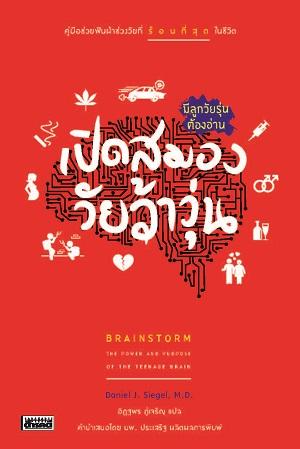 คู่มือช่วยฟันฝ่าช่วงวัยที่ ร้อนที่สุด ในชีวิต
มีลูกวัยรุ่น
ต้องอ่าน
เปิดสมอง
วัยว้าวุ่น
BRAINSTORM
THE POWER AND PURPOSE
OF THE TEENAGE BRAIN
Daniel J. Siegel, M.D.
อัฏฐพร ภู่เจริญ แปล
คำนำเสนอโดย นพ. ประเสริฐ ผลิตผลการพิมพ์